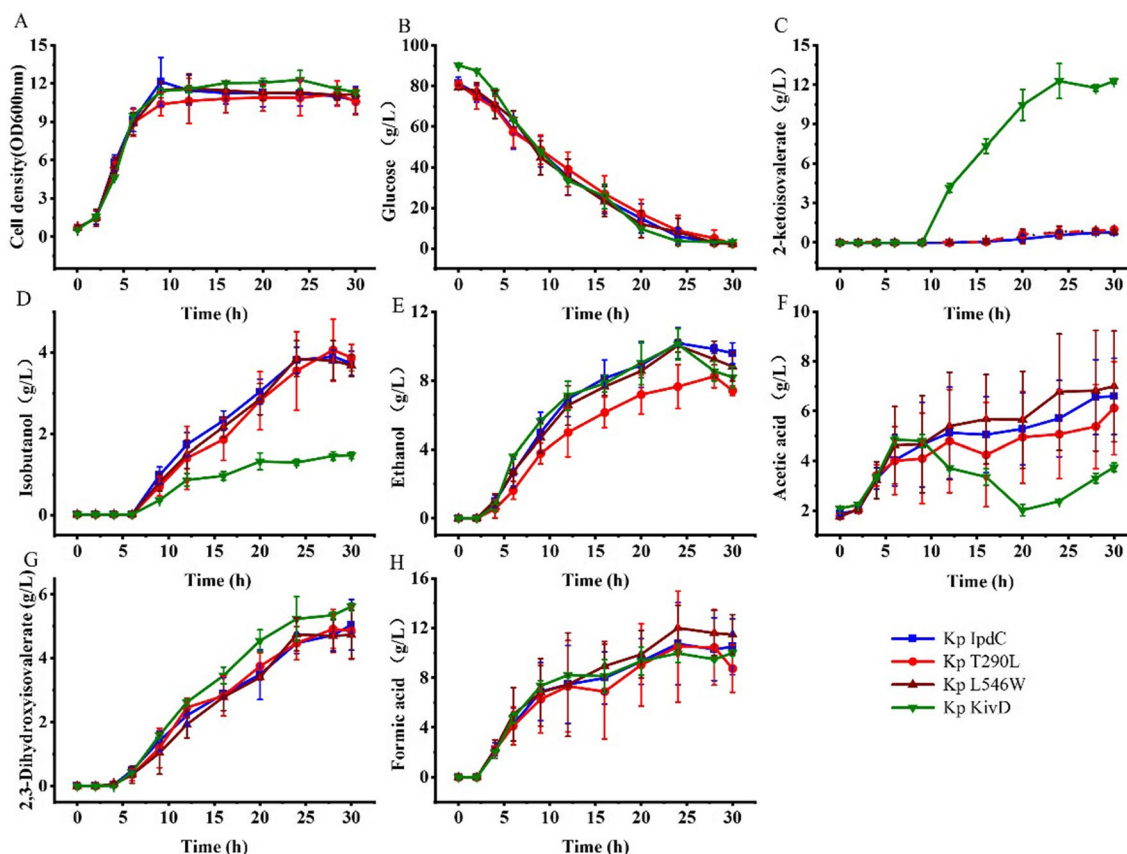 A
Cell density(OD600nm)
15
12
9
6
3
0
0 5 10 15 20 25 30
Time (h)
B
Glucose (g/L)
100
80
60
40
20
0
0 5 10 15 20 25 30
Time (h)
C
2-ketoisovalerate (g/L)
15
12
9
6
3
0
0 5 10 15 20 25 30
Time (h)
D
Isobutanol (g/L)
4
2
0
0 5 10 15 20 25 30
Time (h)
E
Ethanol (g/L)
12
8
4
0
0 5 10 15 20 25 30
Time (h)
F
Acetic acid (g/L)
10
8
6
4
2
0 5 10 15 20 25 30
Time (h)
G
2,3-Dihydroxyisovalerate (g/L)
6
4
2
0
0 5 10 15 20 25 30
Time (h)
H
Formic acid (g/L)
16
12
8
4
0
0 5 10 15 20 25 30
Time (h)
Kp IpdC
Kp T290L
Kp L546W
Kp KivD